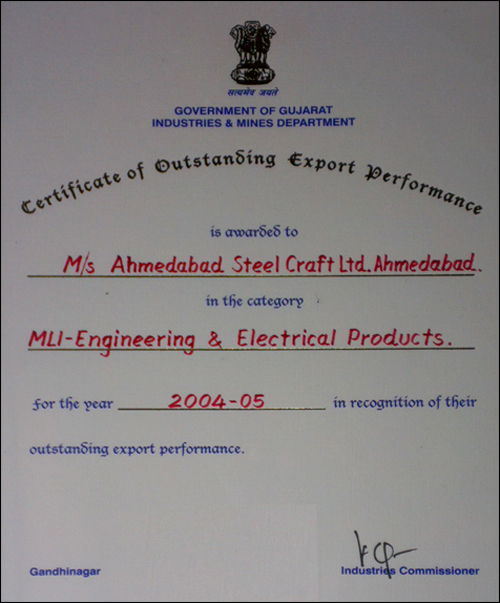 सत्यमेव जयते
GOVERNMENT OF GUJARAT
INDUSTRIES & MINES DEPARTMENT
Certificate of Outstanding Export Performance
is awarded to
M/s Ahmedabad Steel Craft Ltd. Ahmedabad.
in the category
MLI-Engineering & Electrical Products.
For the year 2004-05 in recognition of their
outstanding export performance.
Gandhinagar Industries Commissioner